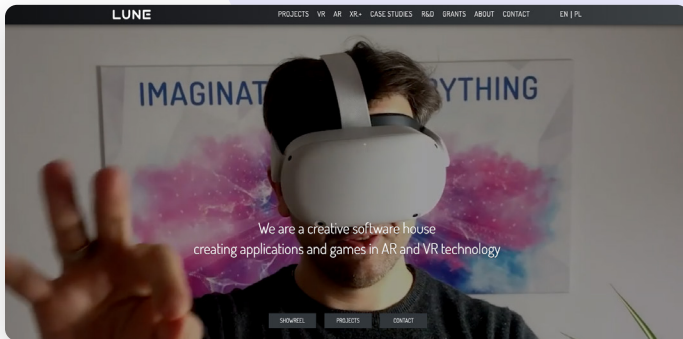 LUNE
PROJECTS VR AR XR+ CASE STUDIES R&D GRANTS ABOUT CONTACT EN | PL
IMAGINAT YTHING
We are a creative software house
creating applications and games in AR and VR technology
SHOWREEL PROJECTS CONTACT